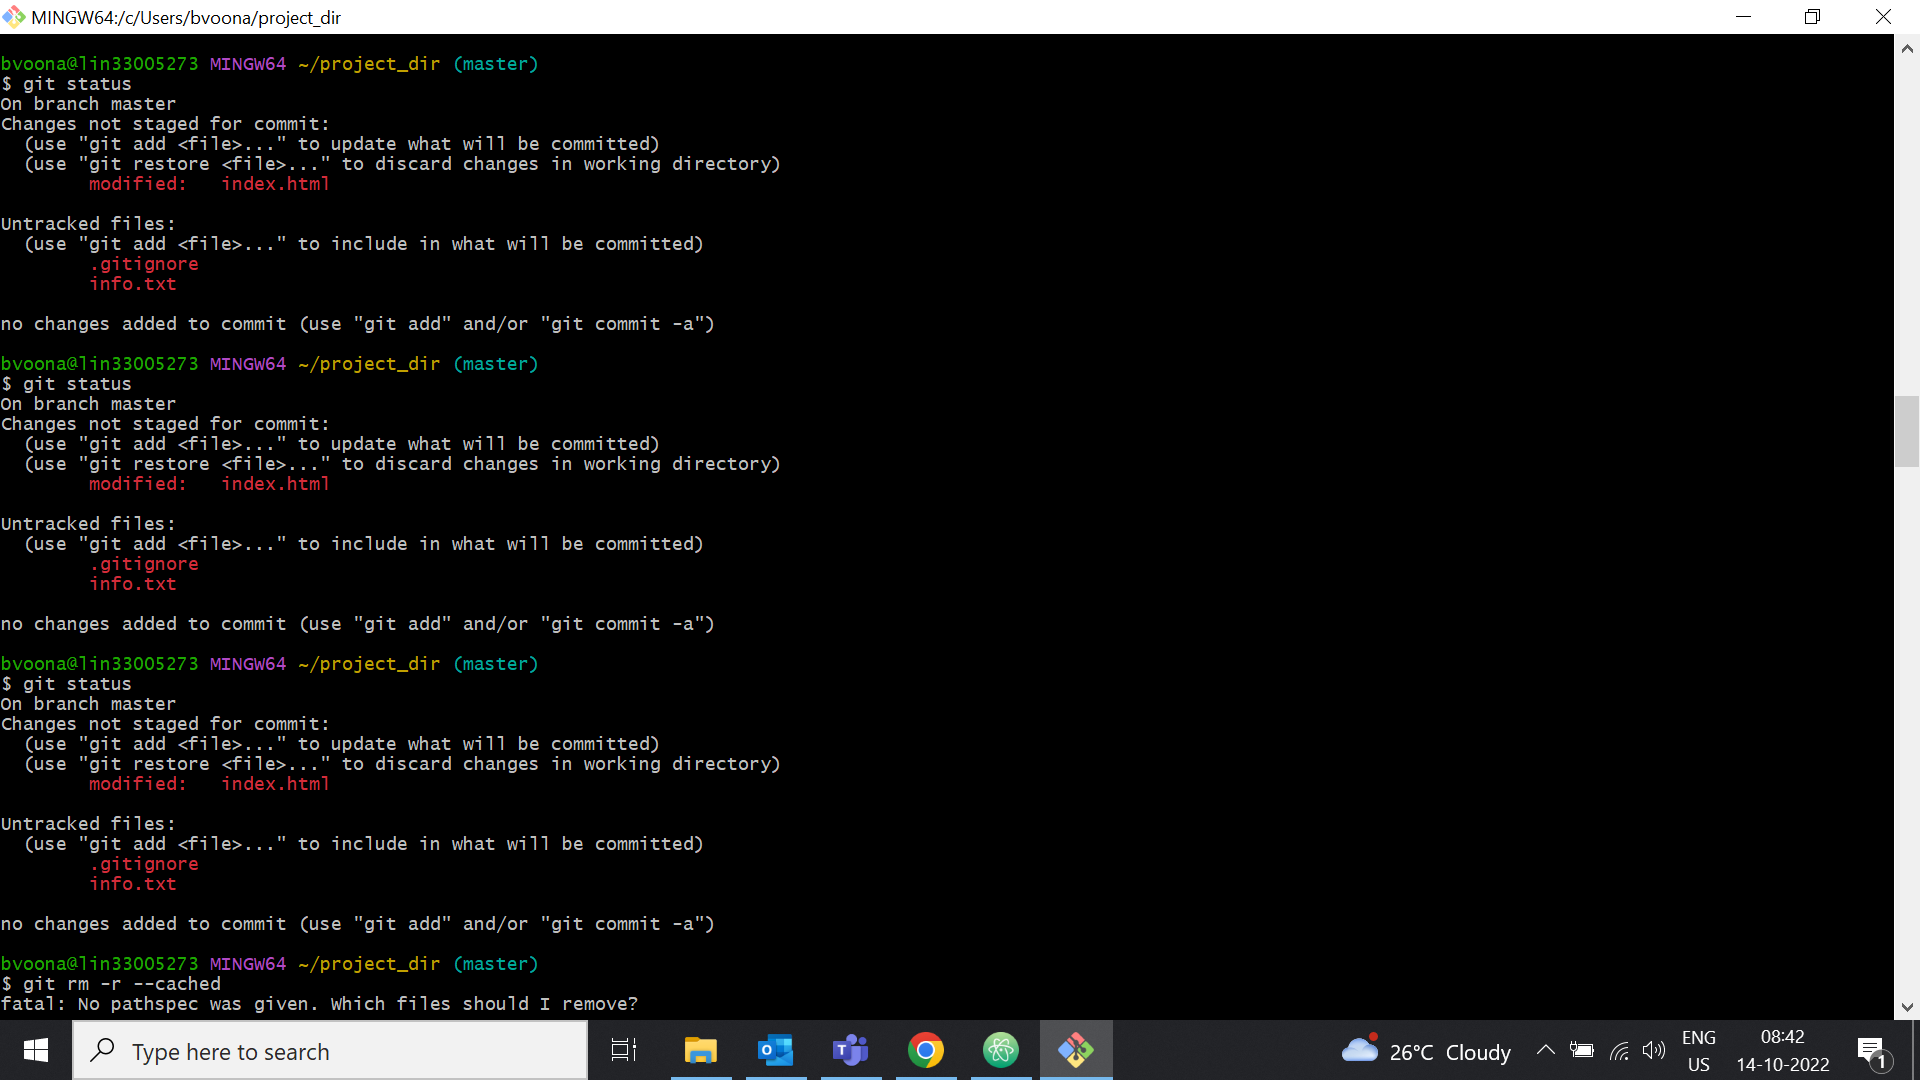 MINGW64:/c/Users/bvoona/project_dir
bvoona@lin33005273 MINGW64 ~/project_dir (master)
$ git status
On branch master
Changes not staged for commit:
  (use "git add <file>..." to update what will be committed)
  (use "git restore <file>..." to discard changes in working directory)
        modified:   index.html

Untracked files:
  (use "git add <file>..." to include in what will be committed)
        .gitignore
        info.txt

no changes added to commit (use "git add" and/or "git commit -a")

bvoona@lin33005273 MINGW64 ~/project_dir (master)
$ git status
On branch master
Changes not staged for commit:
  (use "git add <file>..." to update what will be committed)
  (use "git restore <file>..." to discard changes in working directory)
        modified:   index.html

Untracked files:
  (use "git add <file>..." to include in what will be committed)
        .gitignore
        info.txt

no changes added to commit (use "git add" and/or "git commit -a")

bvoona@lin33005273 MINGW64 ~/project_dir (master)
$ git status
On branch master
Changes not staged for commit:
  (use "git add <file>..." to update what will be committed)
  (use "git restore <file>..." to discard changes in working directory)
        modified:   index.html

Untracked files:
  (use "git add <file>..." to include in what will be committed)
        .gitignore
        info.txt

no changes added to commit (use "git add" and/or "git commit -a")

bvoona@lin33005273 MINGW64 ~/project_dir (master)
$ git rm -r --cached
fatal: No pathspec was given. Which files should I remove?
Type here to search
26°C Cloudy
ENG
US
08:42
14-10-2022
1